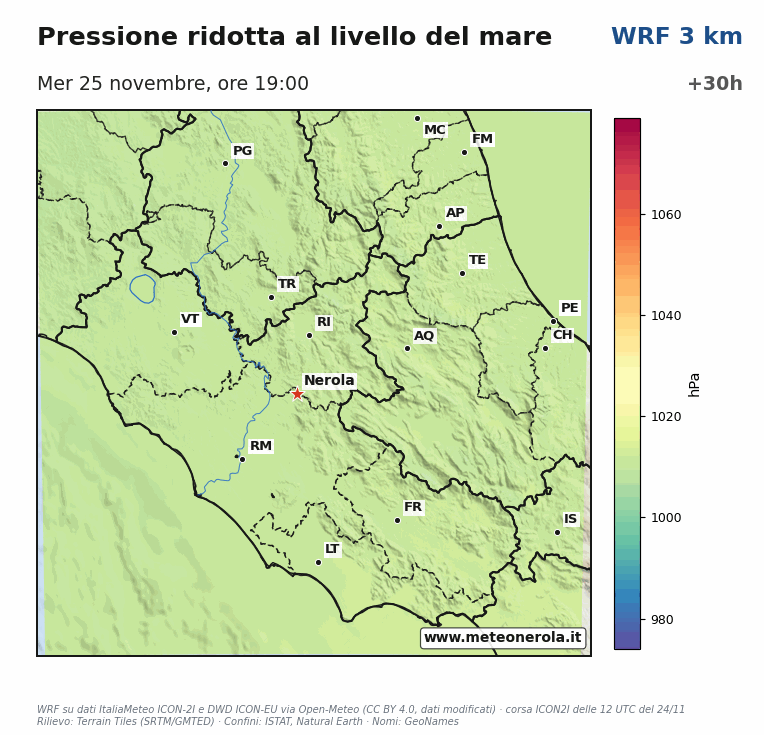 Pressione ridotta al livello del mare
WRF 3 km
Mer 25 novembre, ore 19:00
+30h
MC
FM
PG
AP
TE
TR
PE
VT
RI
AQ
CH
Nerola
RM
FR
IS
LT
www.meteonerola.it
1060
1040
1020
1000
980
hPa
WRF su dati ItaliaMeteo ICON-2I e DWD ICON-EU via Open-Meteo (CC BY 4.0, dati modificati) · corsa ICON2I delle 12 UTC del 24/11
Rilievo: Terrain Tiles (SRTM/GMTED) · Confini: ISTAT, Natural Earth · Nomi: GeoNames